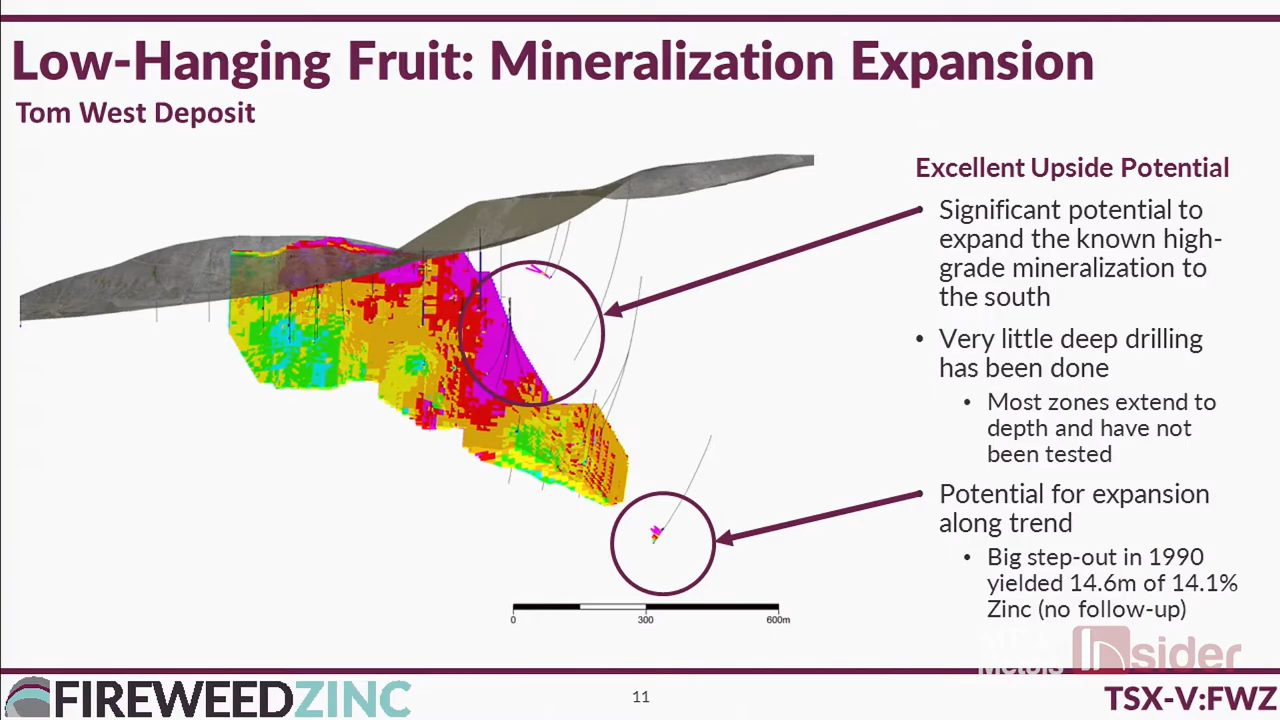 Low-Hanging Fruit: Mineralization Expansion
Tom West Deposit
Excellent Upside Potential
• Significant potential to
expand the known high-
grade mineralization to
the south
• Very little deep drilling
has been done
• Most zones extend to
depth and have not
been tested
• Potential for expansion
along trend
• Big step-out in 1990
yielded 14.6m of 14.1%
Zinc (no follow-up)
0 300 600m
Insider
FIREWEEDZINC
11
TSX-V:FWZ